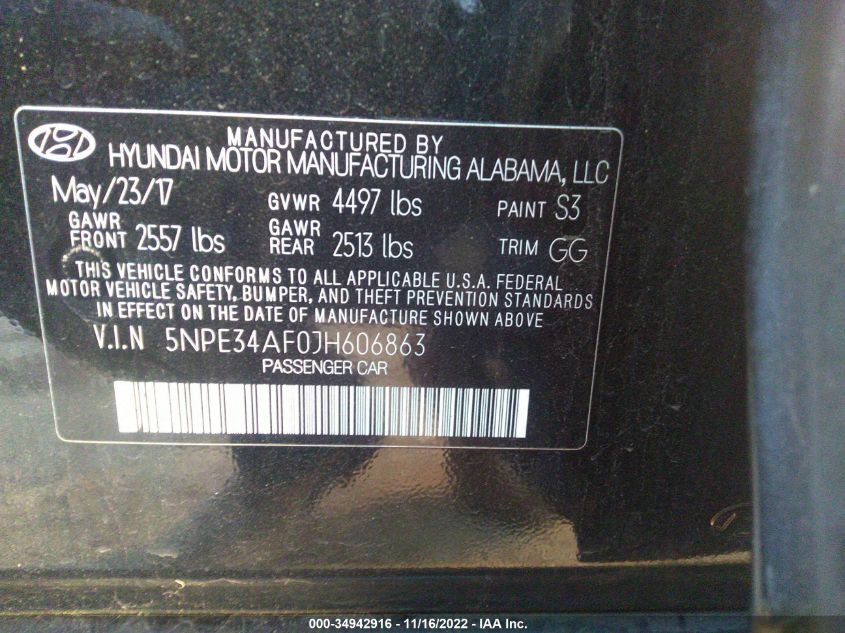 MANUFACTURED BY
HYUNDAI MOTOR MANUFACTURING ALABAMA, LLC
May/23/17 GVWR 4497 lbs PAINT S3
GAWR FRONT 2557 lbs GAWR REAR 2513 lbs TRIM GG
THIS VEHICLE CONFORMS TO ALL APPLICABLE U.S.A. FEDERAL
MOTOR VEHICLE SAFETY, BUMPER, AND THEFT PREVENTION STANDARDS
IN EFFECT ON THE DATE OF MANUFACTURE SHOWN ABOVE
V.I.N 5NPE34AF0JH606863
PASSENGER CAR
000-34942916 - 11/16/2022 - IAA Inc.